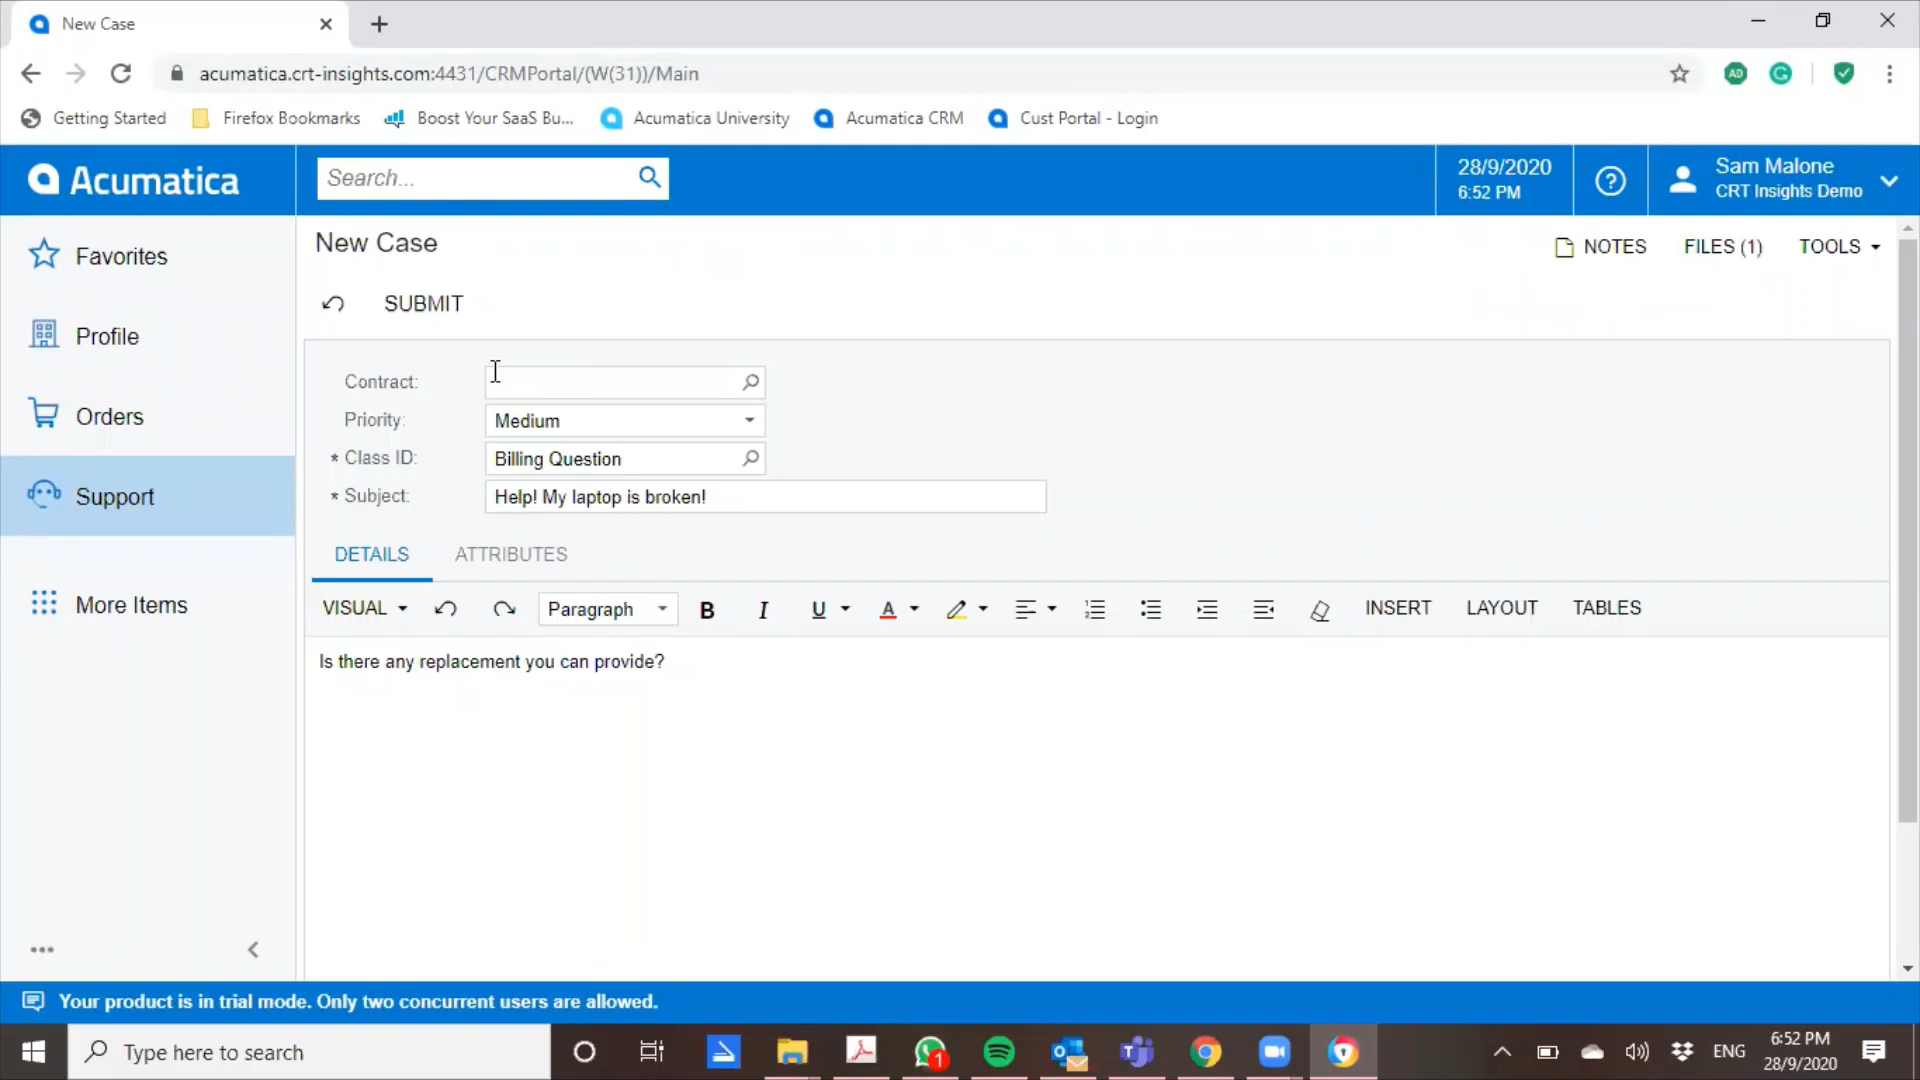 New Case
acumatica.crt-insights.com:4431/CRMPortal/(W(31))/Main
AD
Getting Started Firefox Bookmarks Boost Your SaaS Bu... Acumatica University Acumatica CRM Cust Portal - Login
Acumatica
Search...
28/9/2020
6:52 PM
?
Sam Malone
CRT Insights Demo
Favorites
Profile
Orders
Support
More Items
New Case
NOTES FILES (1) TOOLS
SUBMIT
Contract:
Priority: Medium
* Class ID: Billing Question
* Subject: Help! My laptop is broken!
DETAILS ATTRIBUTES
VISUAL Paragraph B I U A INSERT LAYOUT TABLES
Is there any replacement you can provide?
Your product is in trial mode. Only two concurrent users are allowed.
Type here to search
1
ENG
6:52 PM
28/9/2020